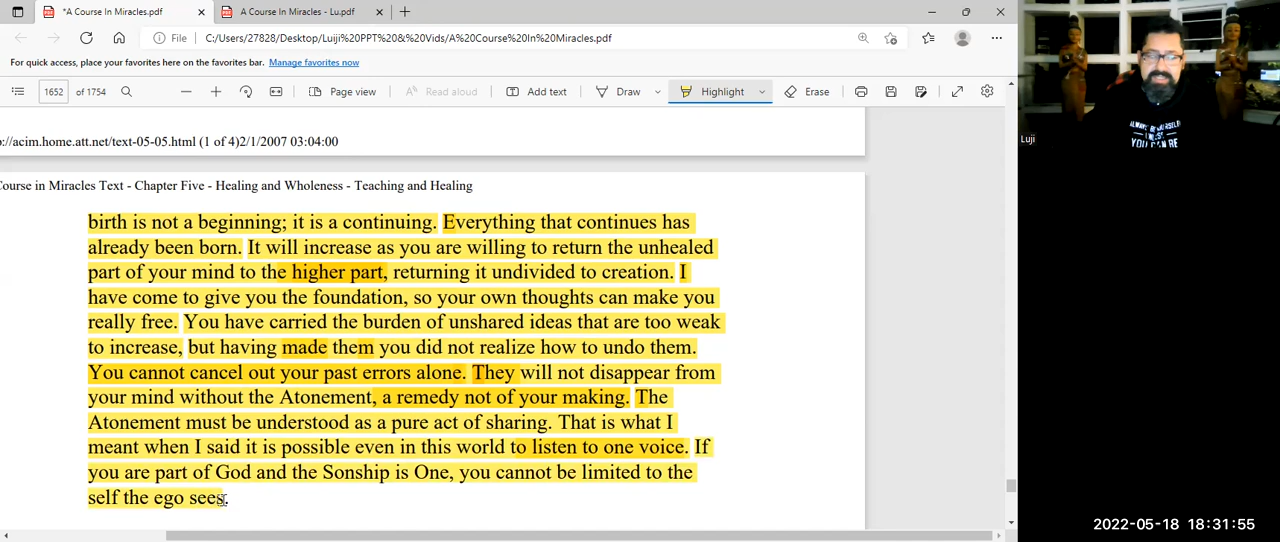 *A Course In Miracles.pdf
A Course In Miracles - Lu.pdf
File
C:/Users/27828/Desktop/Luiji%20PPT%20&%20Vids/A%20Course%20In%20Miracles.pdf
For quick access, place your favorites here on the favorites bar. Manage favorites now
1652 of 1754
Page view
Read aloud
Add text
Draw
Highlight
Erase
://acim.home.att.net/text-05-05.html (1 of 4)2/1/2007 03:04:00
Course in Miracles Text - Chapter Five - Healing and Wholeness - Teaching and Healing
birth is not a beginning; it is a continuing. Everything that continues has
already been born. It will increase as you are willing to return the unhealed
part of your mind to the higher part, returning it undivided to creation. I
have come to give you the foundation, so your own thoughts can make you
really free. You have carried the burden of unshared ideas that are too weak
to increase, but having made them you did not realize how to undo them.
You cannot cancel out your past errors alone. They will not disappear from
your mind without the Atonement, a remedy not of your making. The
Atonement must be understood as a pure act of sharing. That is what I
meant when I said it is possible even in this world to listen to one voice. If
you are part of God and the Sonship is One, you cannot be limited to the
self the ego sees.
Luji
ALWAYS BE YOURSELF
UNLESS
YOU CAN BE
2022-05-18 18:31:55